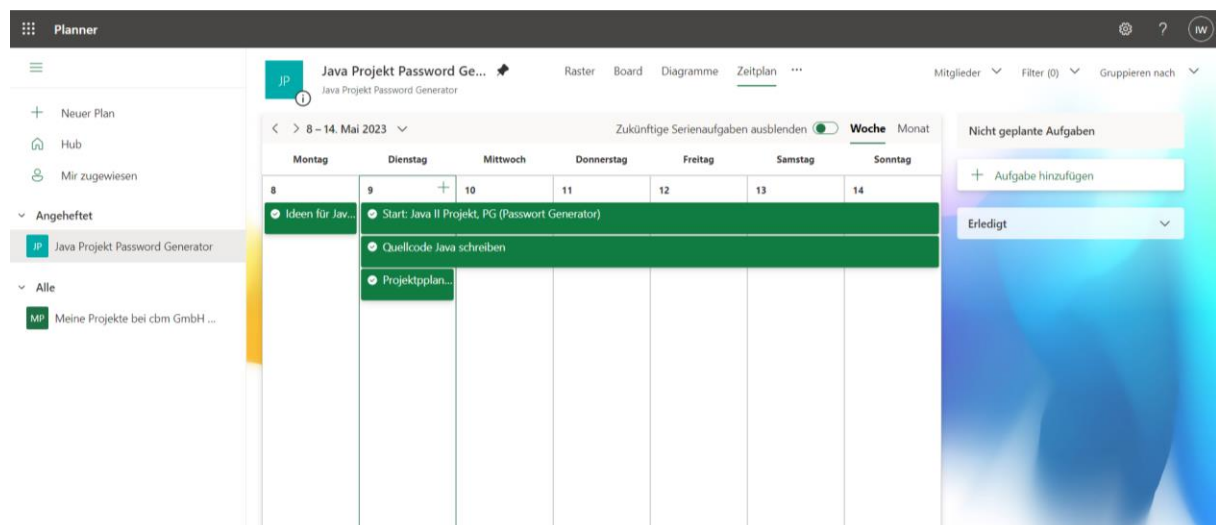 Planner
IW
JP
Java Projekt Password Ge...
Java Projekt Password Generator
Raster Board Diagramme Zeitplan ...
Mitglieder Filter (0) Gruppieren nach
Neuer Plan
Hub
Mir zugewiesen
Angeheftet
JP Java Projekt Password Generator
Alle
MP Meine Projekte bei cbm GmbH ...
8 – 14. Mai 2023
Zukünftige Serienaufgaben ausblenden
Woche Monat
Montag Dienstag Mittwoch Donnerstag Freitag Samstag Sonntag
8 9 10 11 12 13 14
Ideen für Jav... Start: Java II Projekt, PG (Passwort Generator)
Quellcode Java schreiben
Projektpplan...
Nicht geplante Aufgaben
Aufgabe hinzufügen
Erledigt